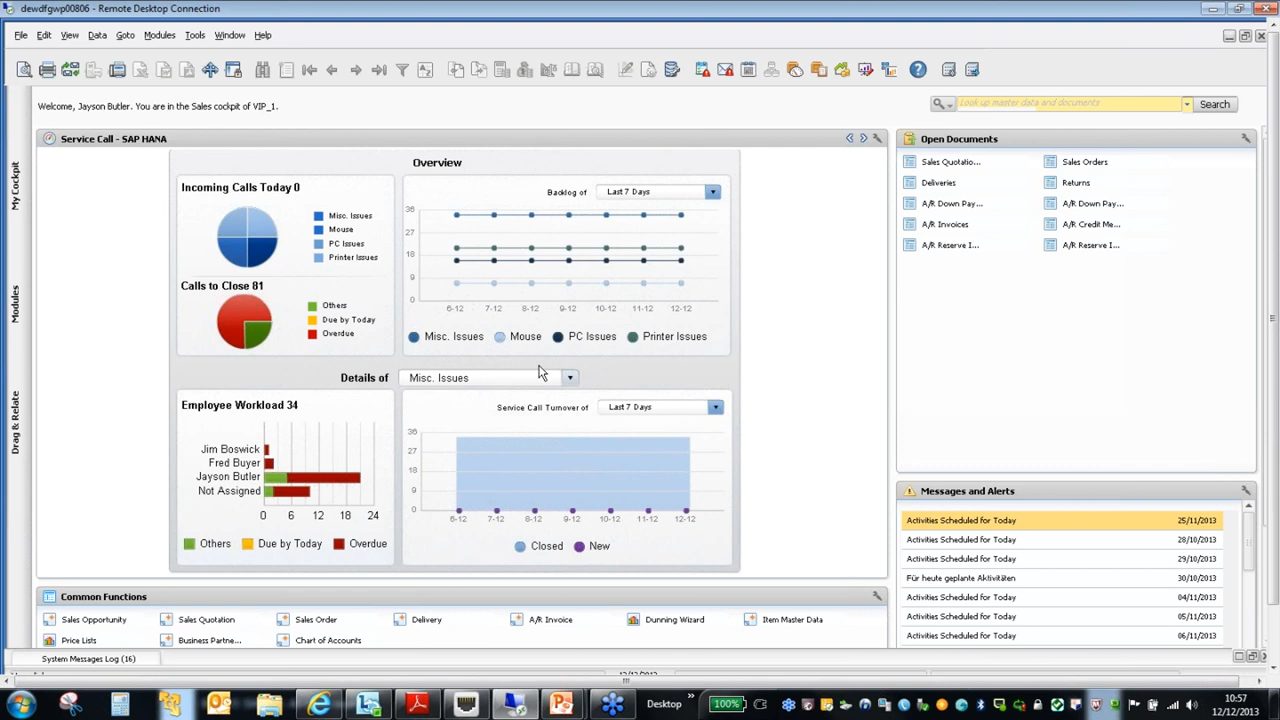 dewdfgwp00806 - Remote Desktop Connection
File Edit View Data Goto Modules Tools Window Help
Welcome, Jayson Butler. You are in the Sales cockpit of VIP_1.
Look up master data and documents
Search
My Cockpit
Modules
Drag & Relate
Service Call - SAP HANA
Overview
Incoming Calls Today 0
Misc. Issues
Mouse
PC Issues
Printer Issues
Calls to Close 81
Others
Due by Today
Overdue
Backlog of Last 7 Days
36
27
18
9
0
6-12 7-12 8-12 9-12 10-12 11-12 12-12
Misc. Issues Mouse PC Issues Printer Issues
Details of Misc. Issues
Employee Workload 34
Jim Boswick
Fred Buyer
Jayson Butler
Not Assigned
0 6 12 18 24
Others Due by Today Overdue
Service Call Turnover of Last 7 Days
36
27
18
9
0
6-12 7-12 8-12 9-12 10-12 11-12 12-12
Closed New
Open Documents
Sales Quotatio... Sales Orders
Deliveries Returns
A/R Down Pay... A/R Down Pay...
A/R Invoices A/R Credit Me...
A/R Reserve I... A/R Reserve I...
Messages and Alerts
Activities Scheduled for Today 25/11/2013
Activities Scheduled for Today 28/10/2013
Activities Scheduled for Today 29/10/2013
Für heute geplante Aktivitäten 30/10/2013
Activities Scheduled for Today 04/11/2013
Activities Scheduled for Today 05/11/2013
Activities Scheduled for Today 06/11/2013
Common Functions
Sales Opportunity Sales Quotation Sales Order Delivery A/R Invoice Dunning Wizard Item Master Data
Price Lists Business Partne... Chart of Accounts
System Messages Log (16)
Desktop
100%
10:57
12/12/2013